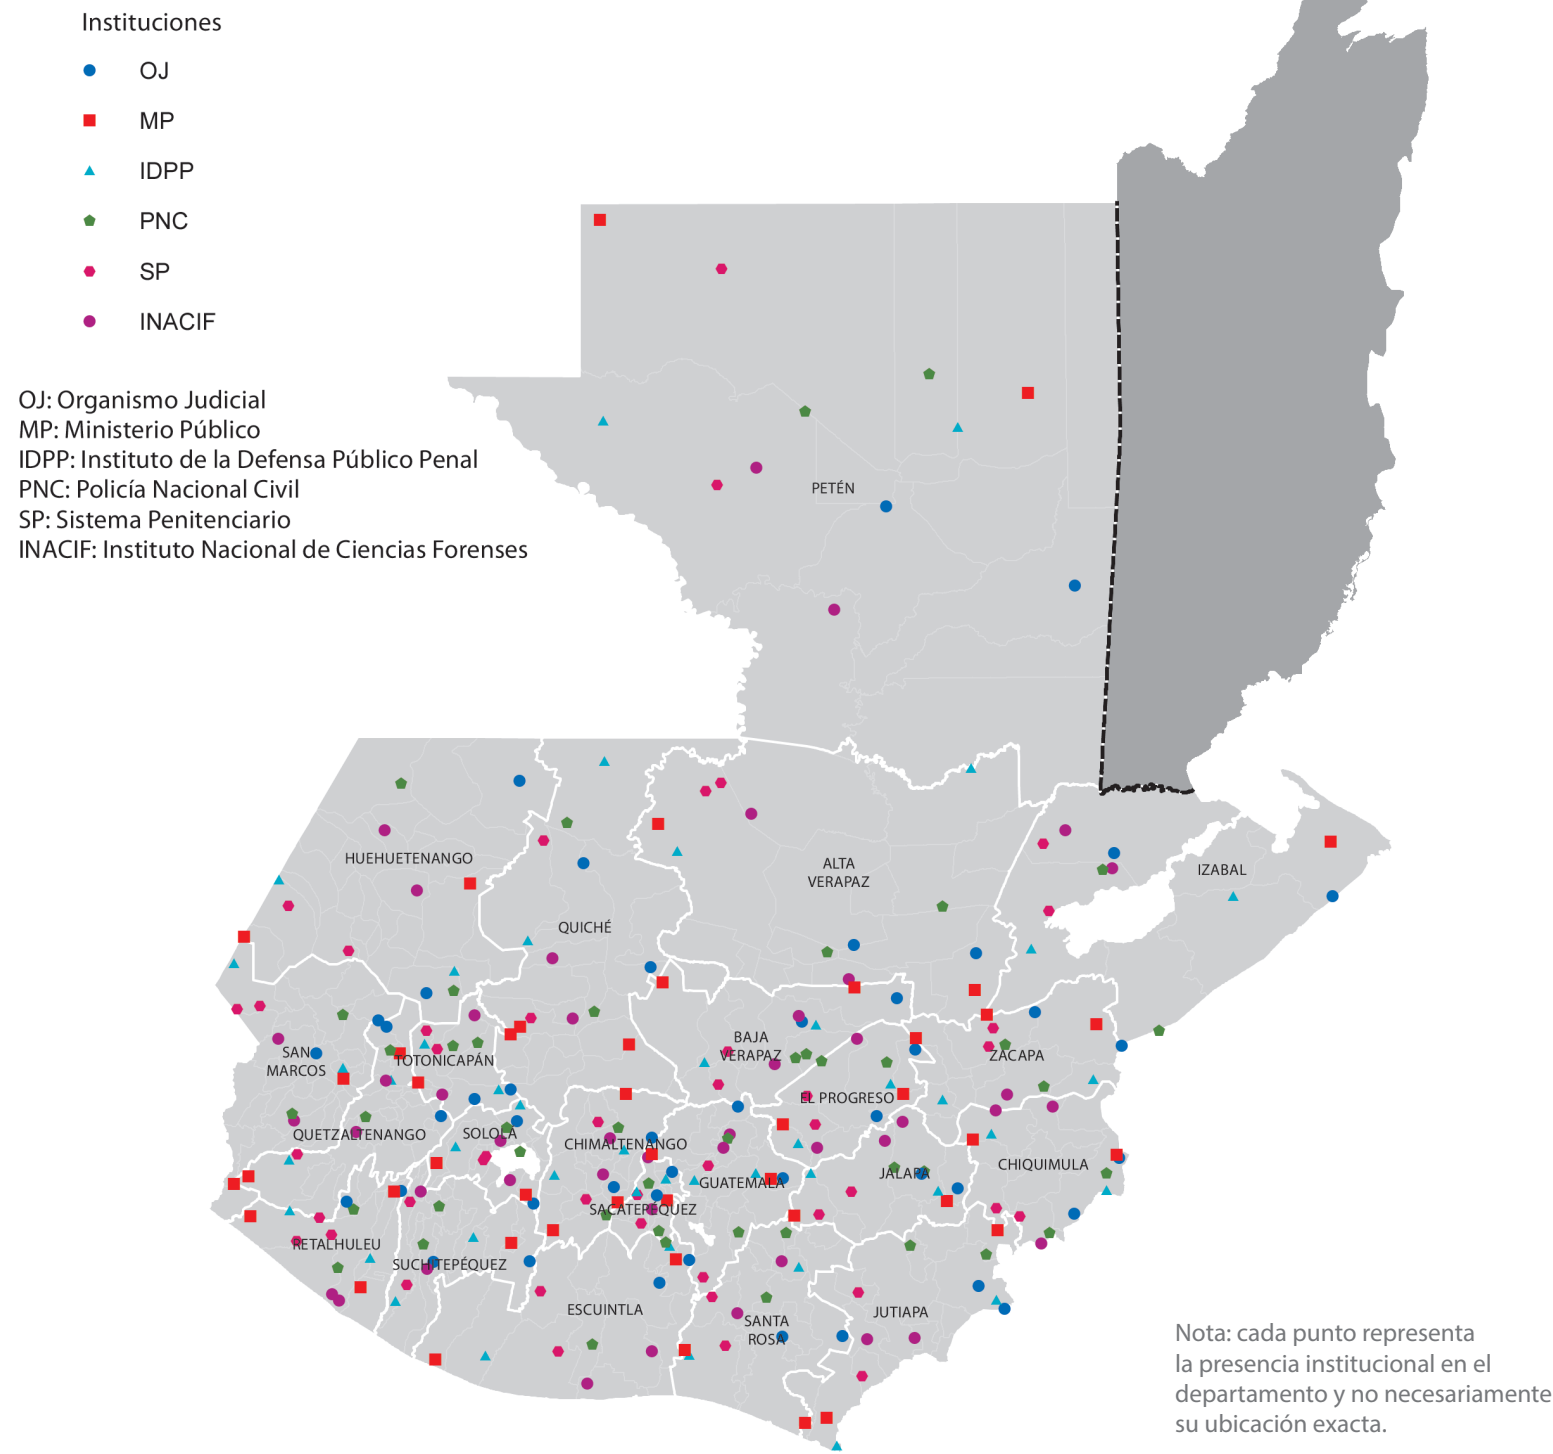 Instituciones
OJ
MP
IDPP
PNC
SP
INACIF
OJ: Organismo Judicial
MP: Ministerio Público
IDPP: Instituto de la Defensa Público Penal
PNC: Policía Nacional Civil
SP: Sistema Penitenciario
INACIF: Instituto Nacional de Ciencias Forenses
PETÉN
HUEHUETENANGO
ALTA
VERAPAZ
IZABAL
QUICHÉ
BAJA
VERAPAZ
SAN
MARCOS
TOTONICAPÁN
ZACAPA
EL PROGRESO
QUETZALTENANGO
SOLOLÁ
CHIMALTENANGO
CHIQUIMULA
JALAPA
GUATEMALA
SACATEPÉQUEZ
RETALHULEU
SUCHITEPÉQUEZ
ESCUINTLA
SANTA
ROSA
JUTIAPA
Nota: cada punto representa
la presencia institucional en el
departamento y no necesariamente
su ubicación exacta.